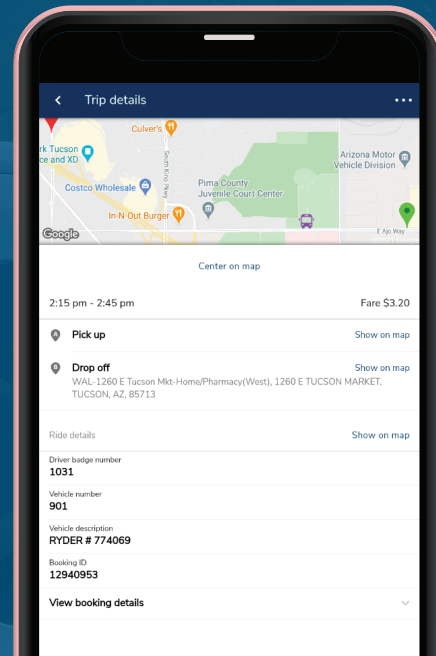 Trip details
Culver's
rk Tucson
ce and XD
South Kino Pkwy
Arizona Motor
Vehicle Division
Costco Wholesale
Pima County
Juvenile Court Center
In-N-Out Burger
Google
E Ajo Way
Center on map
2:15 pm - 2:45 pm Fare $3.20
A Pick up Show on map
B Drop off Show on map
WAL-1260 E Tucson Mkt-Home/Pharmacy(West), 1260 E TUCSON MARKET,
TUCSON, AZ, 85713
Ride details Show on map
Driver badge number
1031
Vehicle number
901
Vehicle description
RYDER # 774069
Booking ID
12940953
View booking details